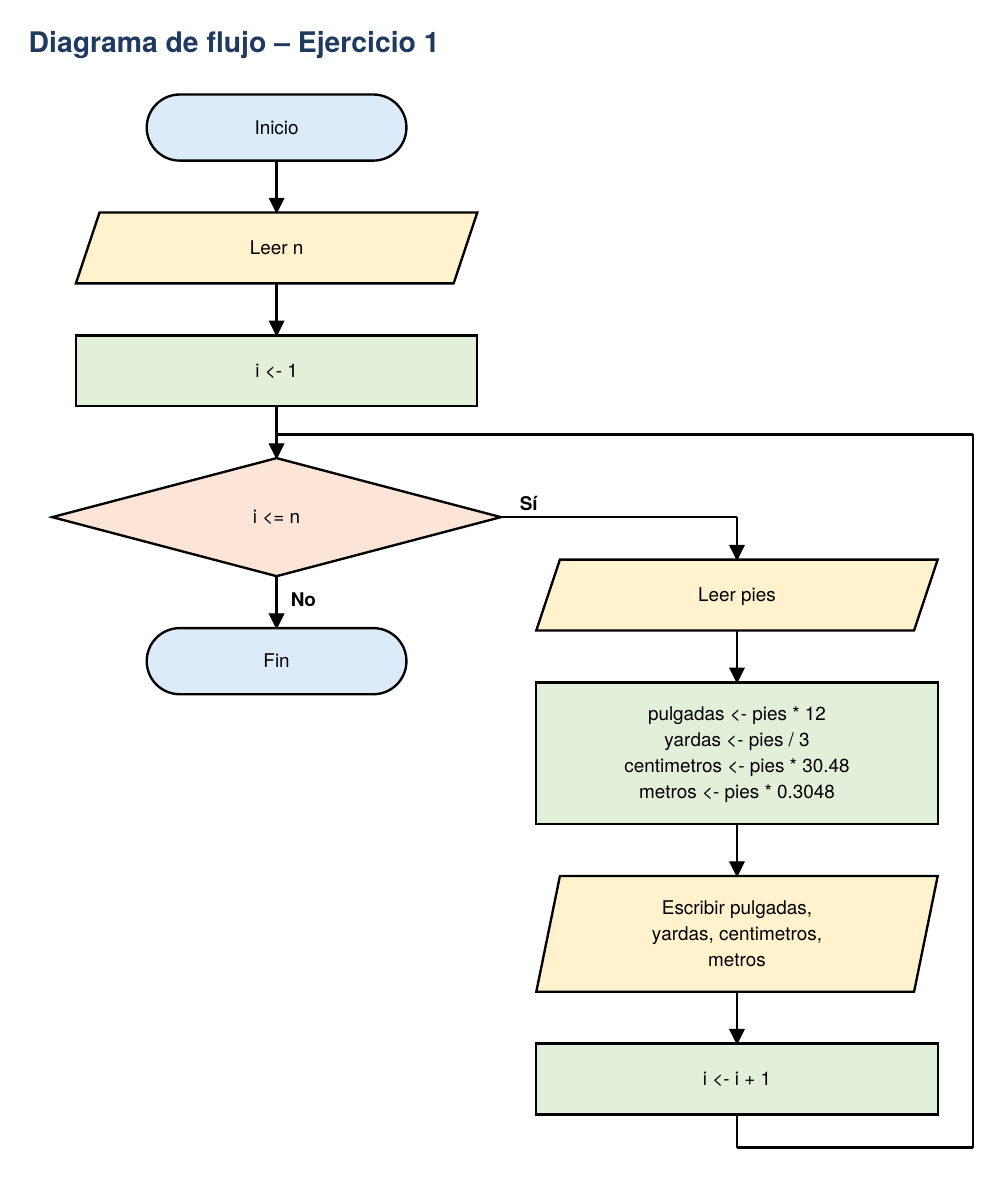 Diagrama de flujo – Ejercicio 1
Inicio
Leer n
i <- 1
i <= n
Sí
No
Fin
Leer pies
pulgadas <- pies * 12
yardas <- pies / 3
centimetros <- pies * 30.48
metros <- pies * 0.3048
Escribir pulgadas,
yardas, centimetros,
metros
i <- i + 1